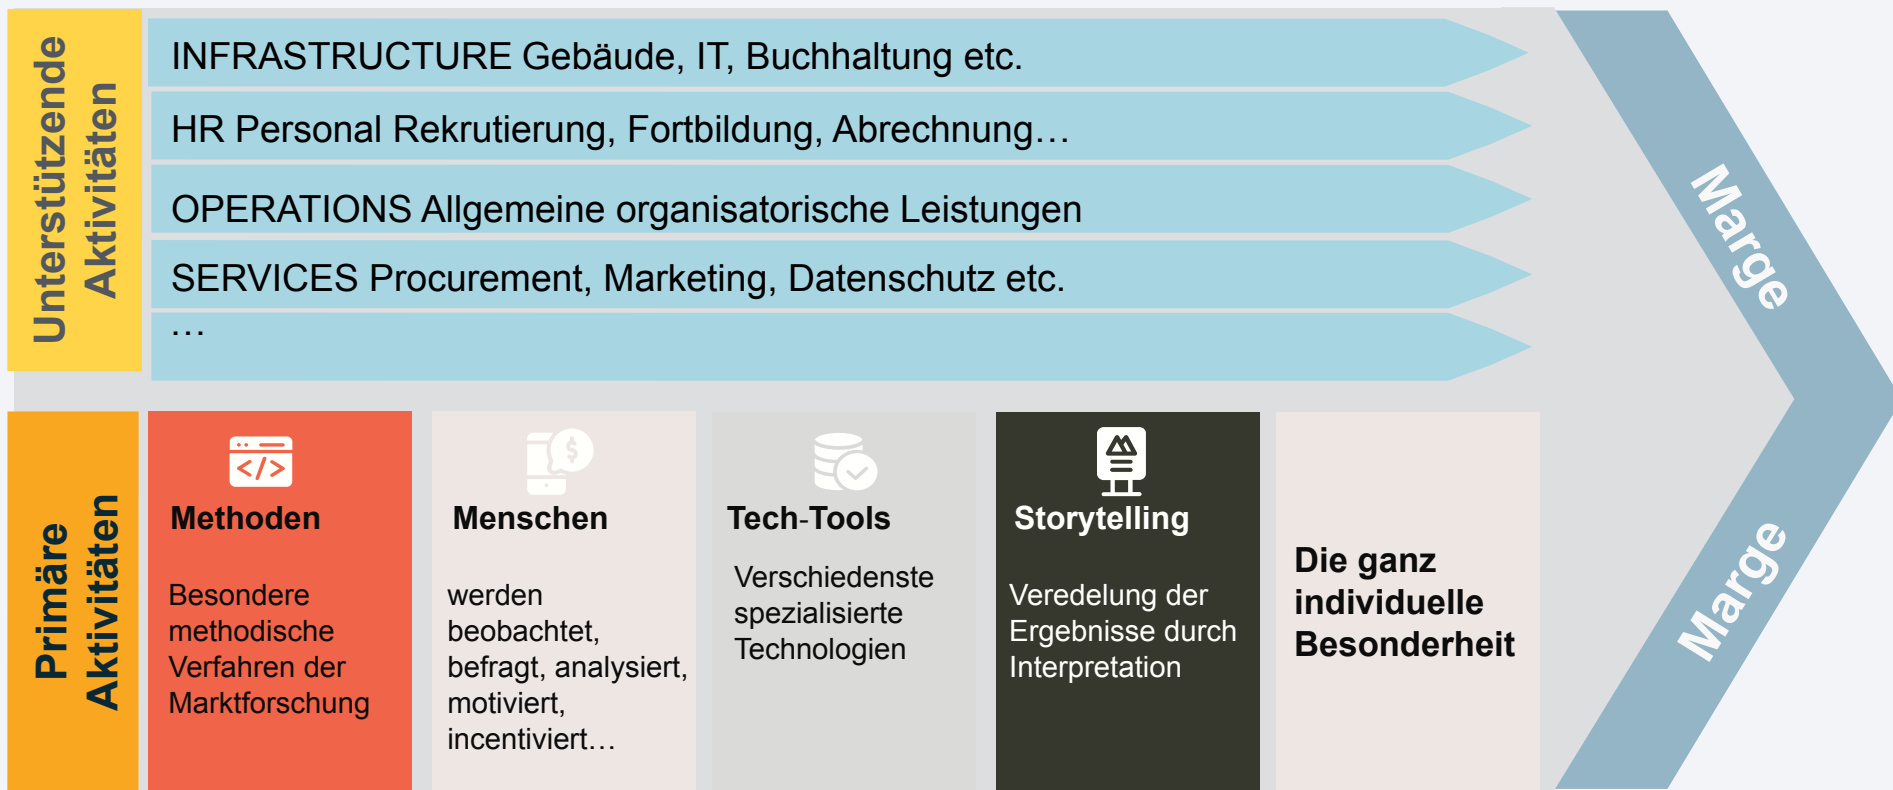 Unterstützende
Aktivitäten
INFRASTRUCTURE Gebäude, IT, Buchhaltung etc.
HR Personal Rekrutierung, Fortbildung, Abrechnung…
OPERATIONS Allgemeine organisatorische Leistungen
SERVICES Procurement, Marketing, Datenschutz etc.
…
Marge
Primäre
Aktivitäten
</>
Methoden
Besondere
methodische
Verfahren der
Marktforschung
$
Menschen
werden
beobachtet,
befragt, analysiert,
motiviert,
incentiviert…
Tech-Tools
Verschiedenste
spezialisierte
Technologien
Storytelling
Veredelung der
Ergebnisse durch
Interpretation
Die ganz
individuelle
Besonderheit
Marge